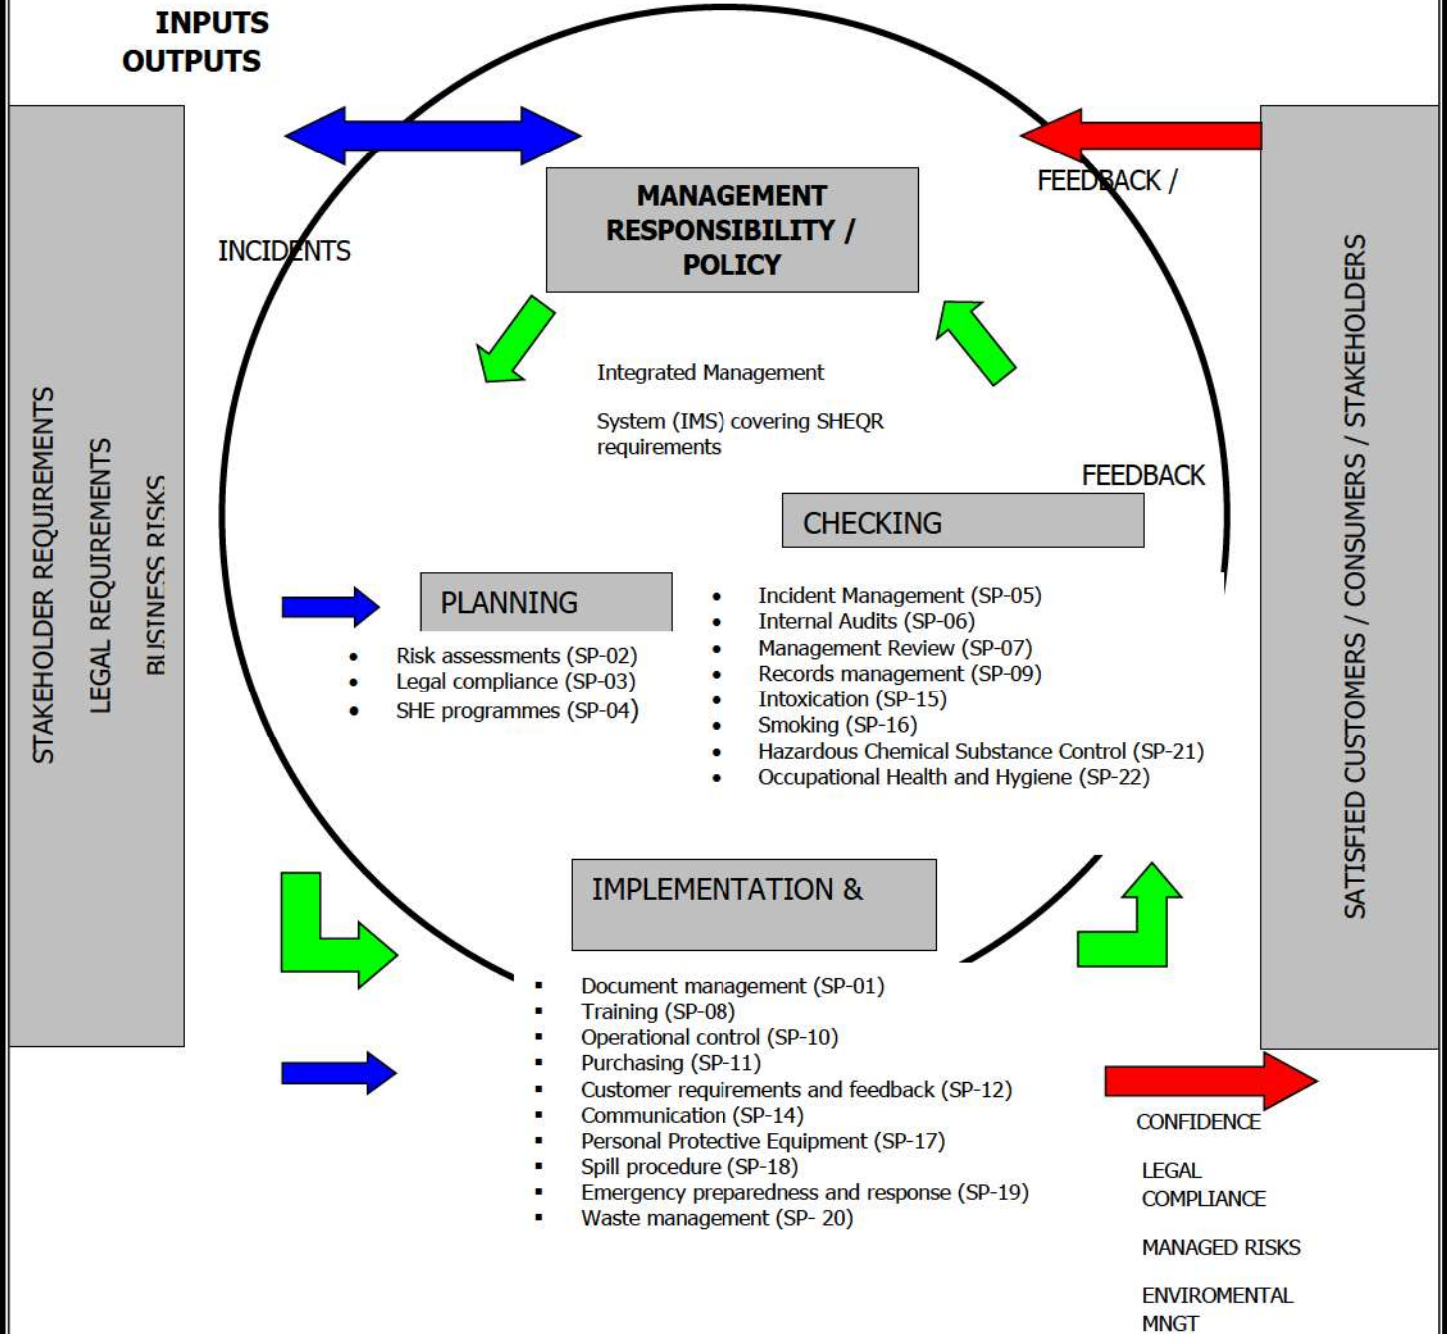 INPUTS
OUTPUTS
STAKEHOLDER REQUIREMENTS
LEGAL REQUIREMENTS
BUSINESS RISKS
MANAGEMENT
RESPONSIBILITY /
POLICY
FEEDBACK /
INCIDENTS
Integrated Management
System (IMS) covering SHEQR
requirements
FEEDBACK
CHECKING
• Incident Management (SP-05)
• Internal Audits (SP-06)
• Management Review (SP-07)
• Records management (SP-09)
• Intoxication (SP-15)
• Smoking (SP-16)
• Hazardous Chemical Substance Control (SP-21)
• Occupational Health and Hygiene (SP-22)
PLANNING
• Risk assessments (SP-02)
• Legal compliance (SP-03)
• SHE programmes (SP-04)
IMPLEMENTATION &
▪ Document management (SP-01)
▪ Training (SP-08)
▪ Operational control (SP-10)
▪ Purchasing (SP-11)
▪ Customer requirements and feedback (SP-12)
▪ Communication (SP-14)
▪ Personal Protective Equipment (SP-17)
▪ Spill procedure (SP-18)
▪ Emergency preparedness and response (SP-19)
▪ Waste management (SP- 20)
SATISFIED CUSTOMERS / CONSUMERS / STAKEHOLDERS
CONFIDENCE
LEGAL
COMPLIANCE
MANAGED RISKS
ENVIROMENTAL
MNGT